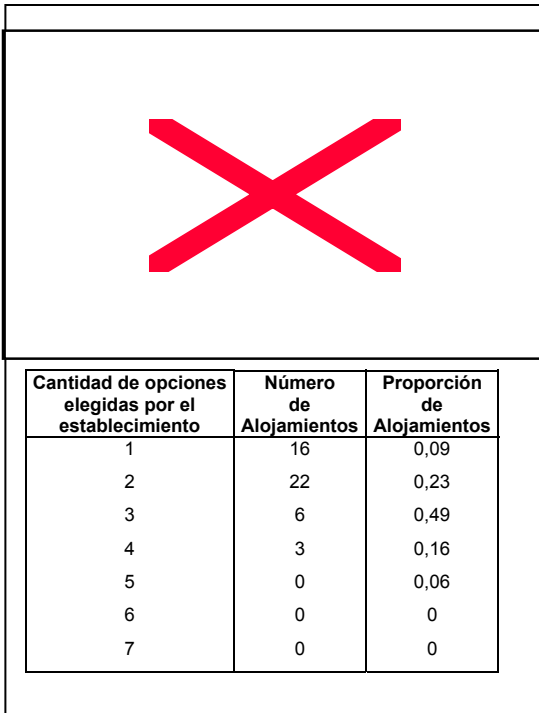 Cantidad de opciones elegidas por el establecimiento Número de Alojamientos Proporción de Alojamientos
1 16 0,09
2 22 0,23
3 6 0,49
4 3 0,16
5 0 0,06
6 0 0
7 0 0